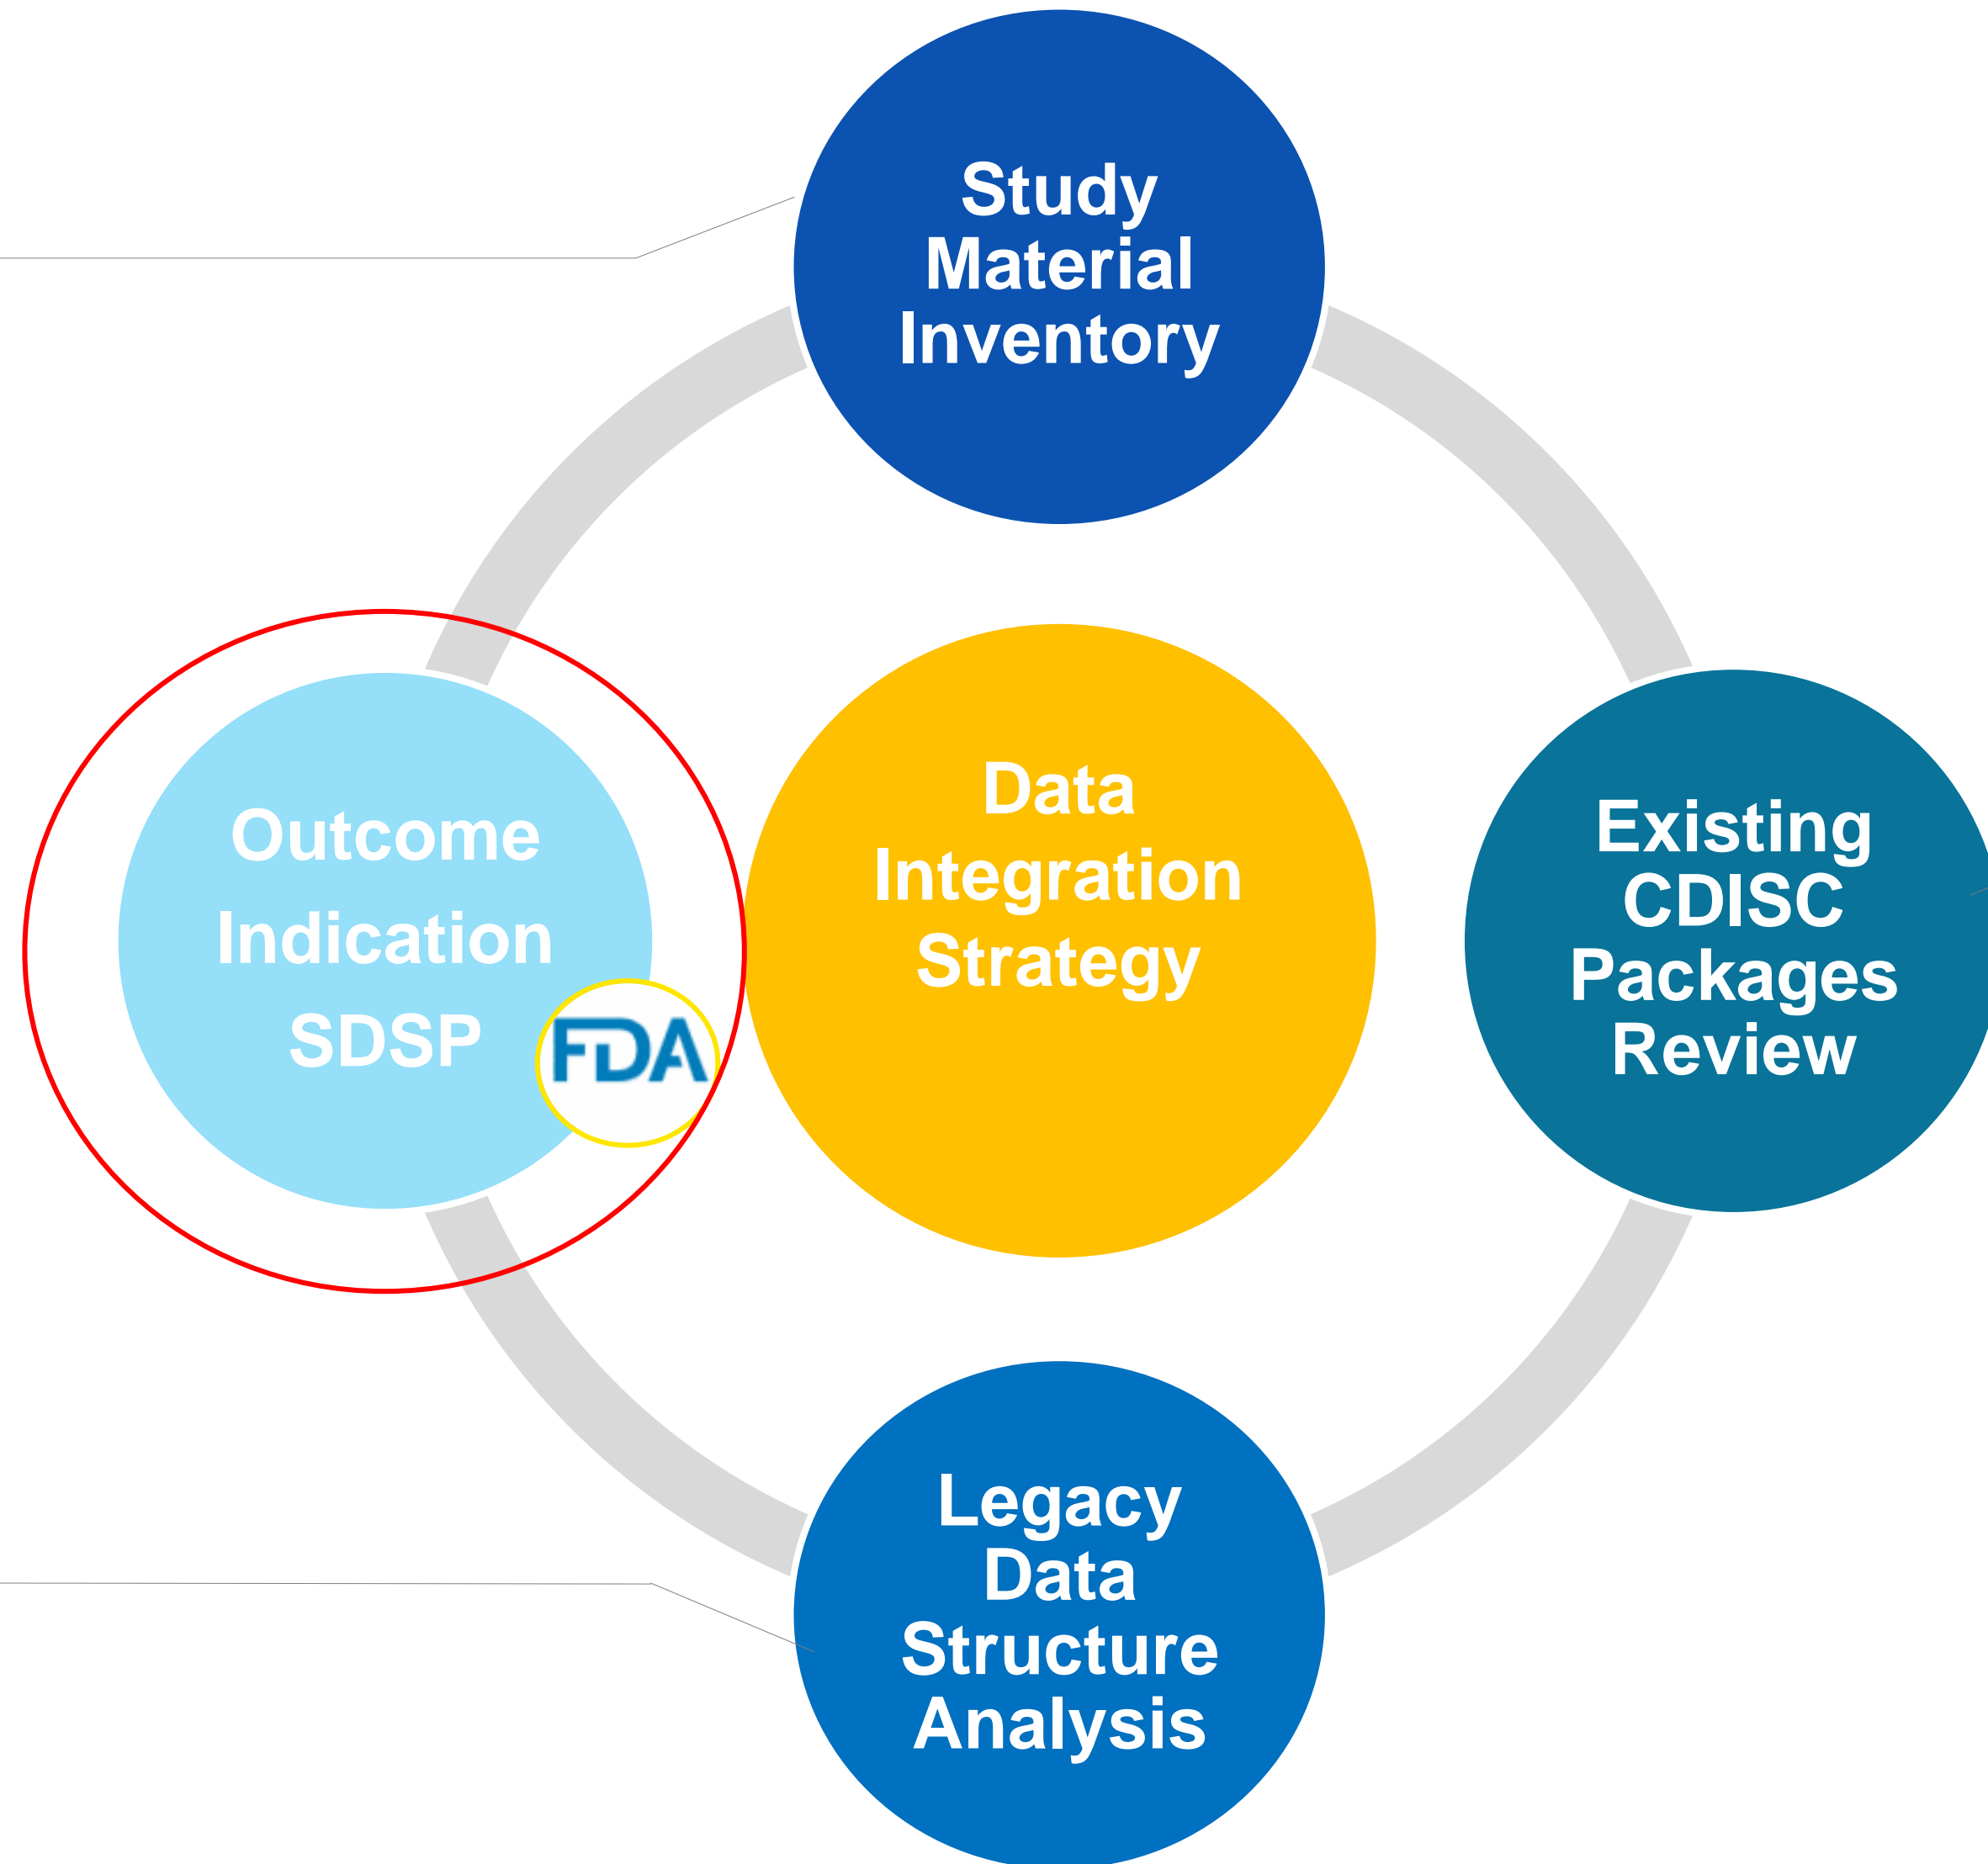 Study
Material
Inventory
Outcome
Indication
SDSP
FDA
Data
Integration
Strategy
Existing
CDISC
Packages
Review
Legacy
Data
Structure
Analysis